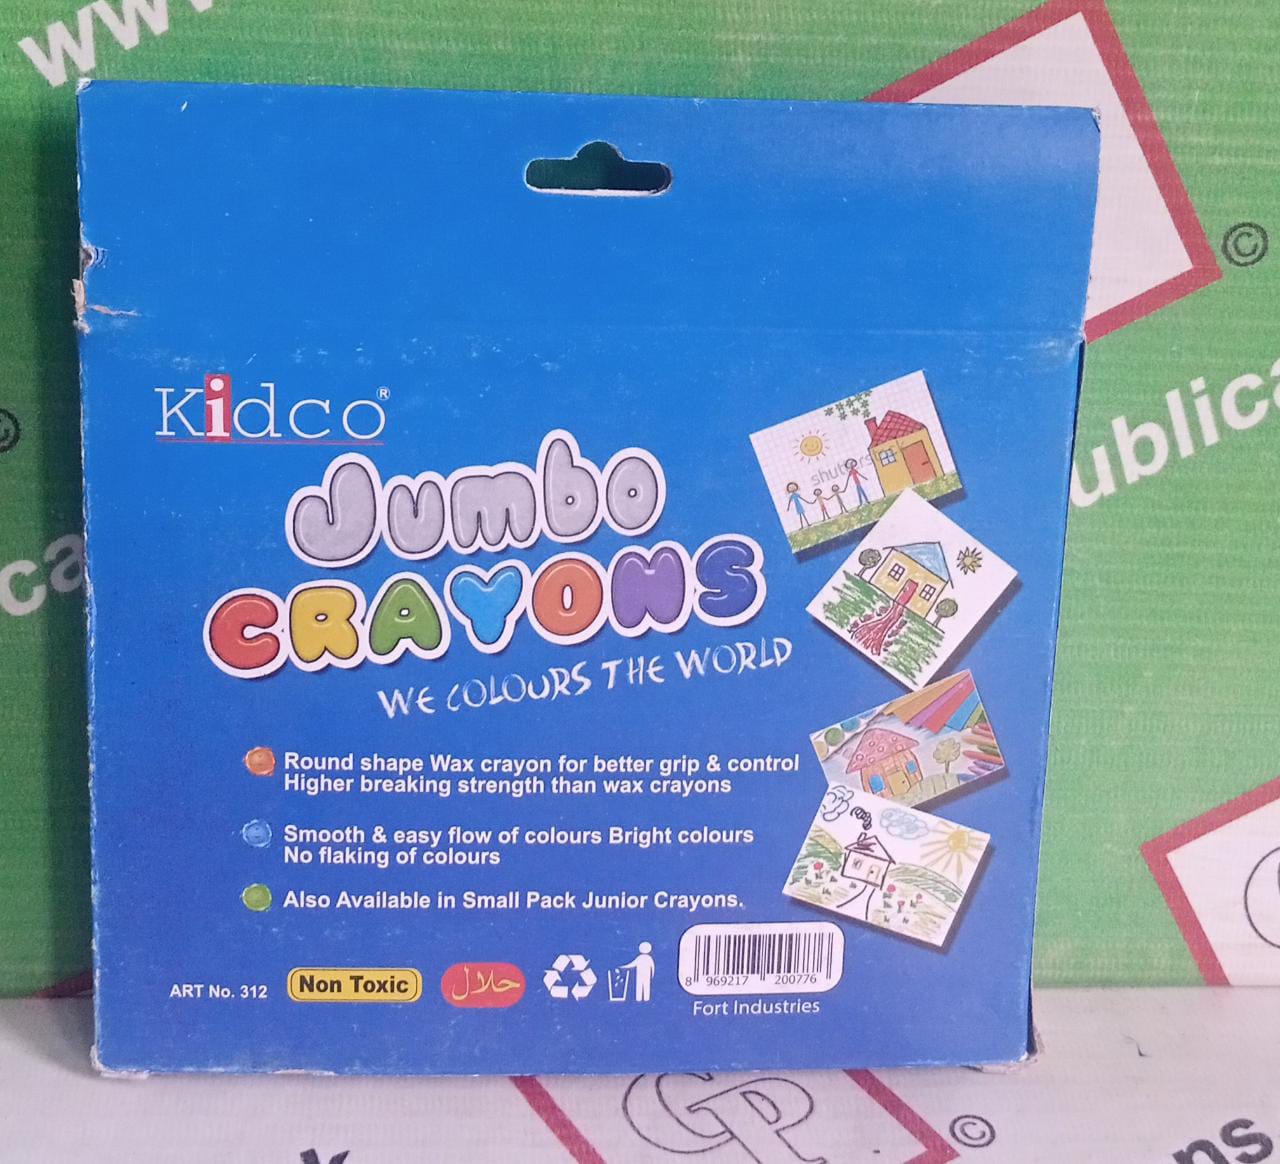 www.
©
Kidco®
Jumbo
CRAYONS
WE COLOURS THE WORLD
Round shape Wax crayon for better grip & control
Higher breaking strength than wax crayons
Smooth & easy flow of colours Bright colours
No flaking of colours
Also Available in Small Pack Junior Crayons.
ART No. 312
Non Toxic
حلال
8 969217 200776
Fort Industries
ublica
ca
©
GP
©
ns
k